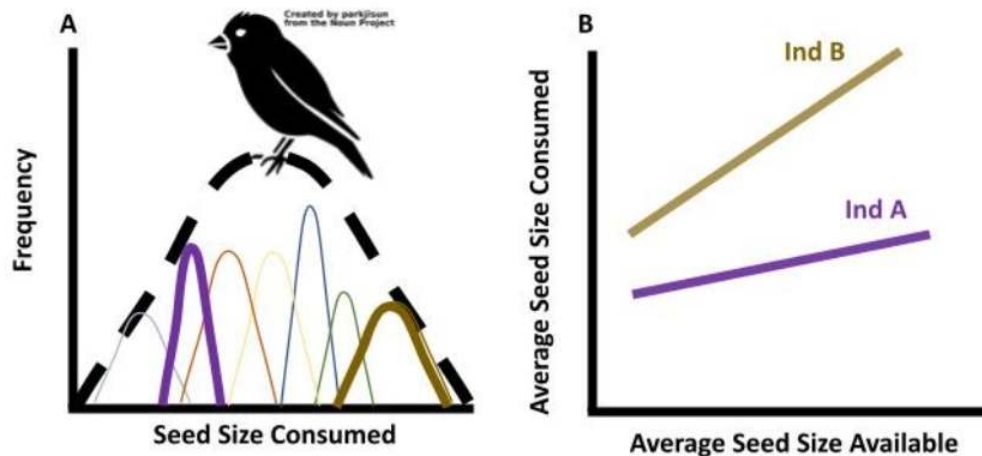 A
Created by parkjisun
from the Noun Project
Frequency
Seed Size Consumed
B
Ind B
Ind A
Average Seed Size Consumed
Average Seed Size Available